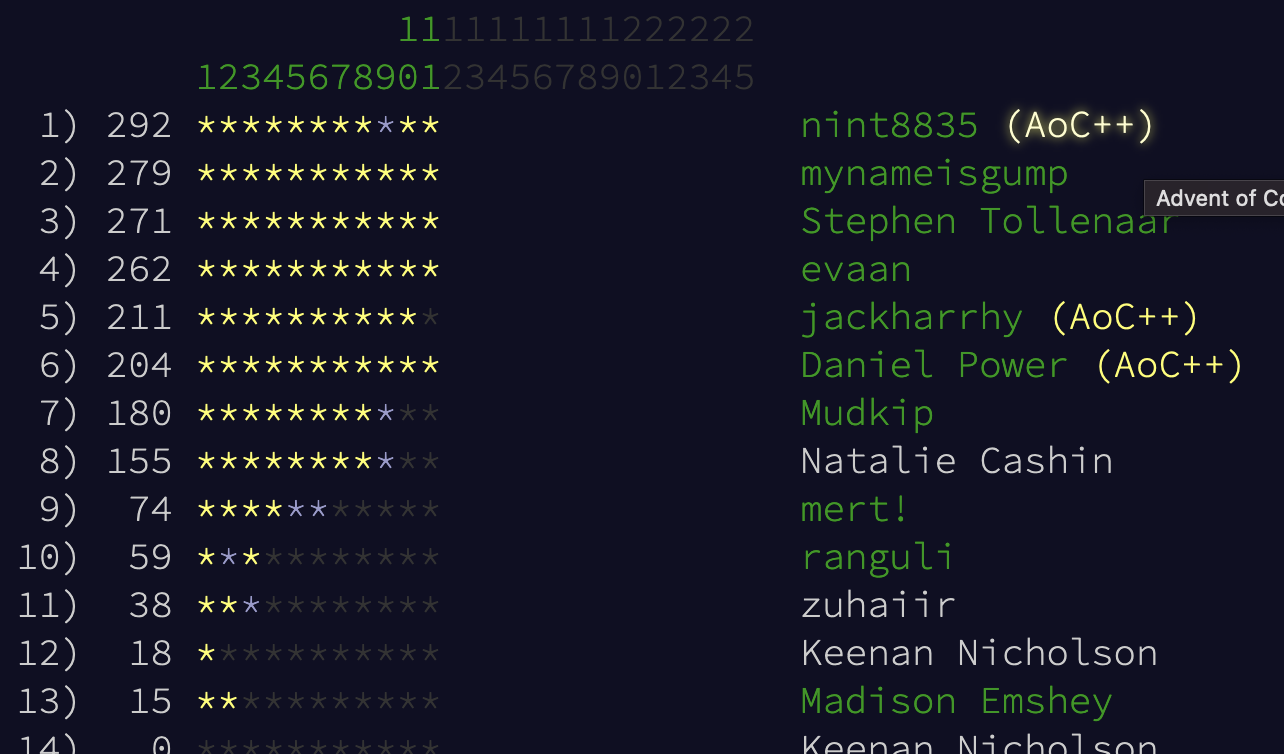 1111111111222222
1234567890123456789012345
1) 292 *********** nint8835 (AoC++)
2) 279 *********** mynameisgump
Advent of Co
3) 271 *********** Stephen Tollenaar
4) 262 *********** evaan
5) 211 *********** jackharrhy (AoC++)
6) 204 *********** Daniel Power (AoC++)
7) 180 *********** Mudkip
8) 155 *********** Natalie Cashin
9) 74 *********** mert!
10) 59 *********** ranguli
11) 38 *********** zuhaiir
12) 18 *********** Keenan Nicholson
13) 15 *********** Madison Emshey
14) 0 *********** Keenan Nicholson